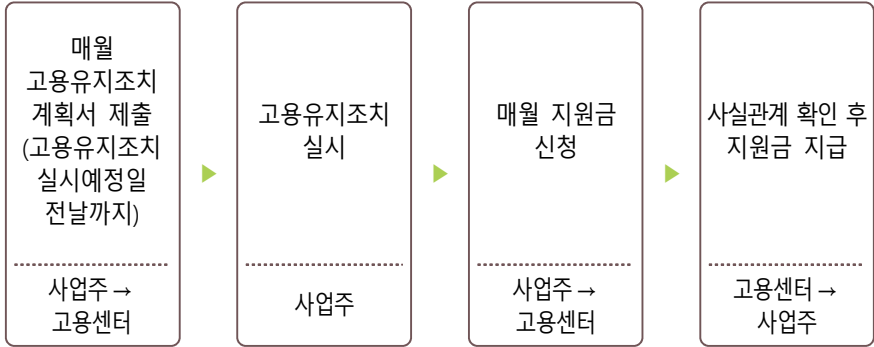 매월
고용유지조치
계획서 제출
(고용유지조치
실시예정일
전날까지)
사업주 →
고용센터
고용유지조치
실시
사업주
매월 지원금
신청
사업주 →
고용센터
사실관계 확인 후
지원금 지급
고용센터 →
사업주